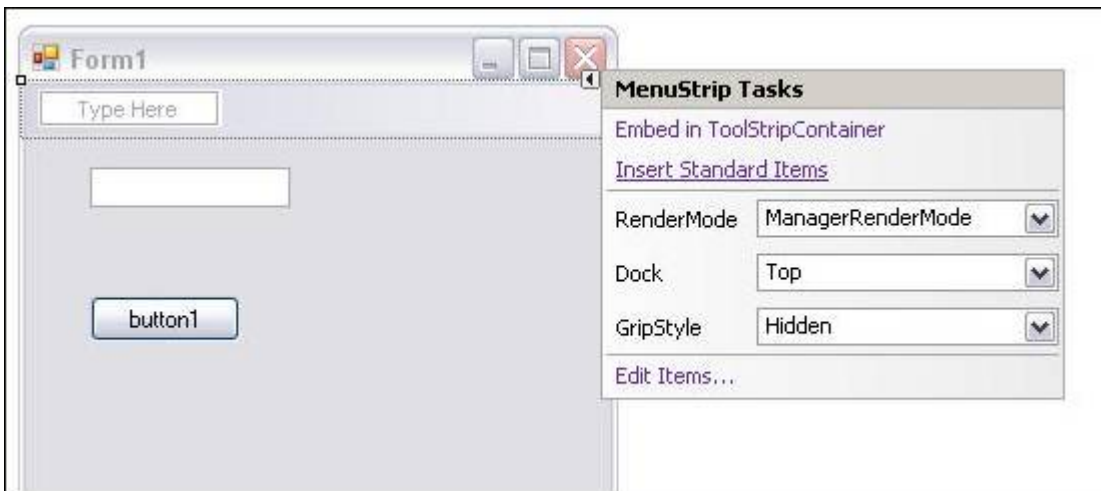 Form1
Type Here
button1
MenuStrip Tasks
Embed in ToolStripContainer
Insert Standard Items
RenderMode ManagerRenderMode
Dock Top
GripStyle Hidden
Edit Items...